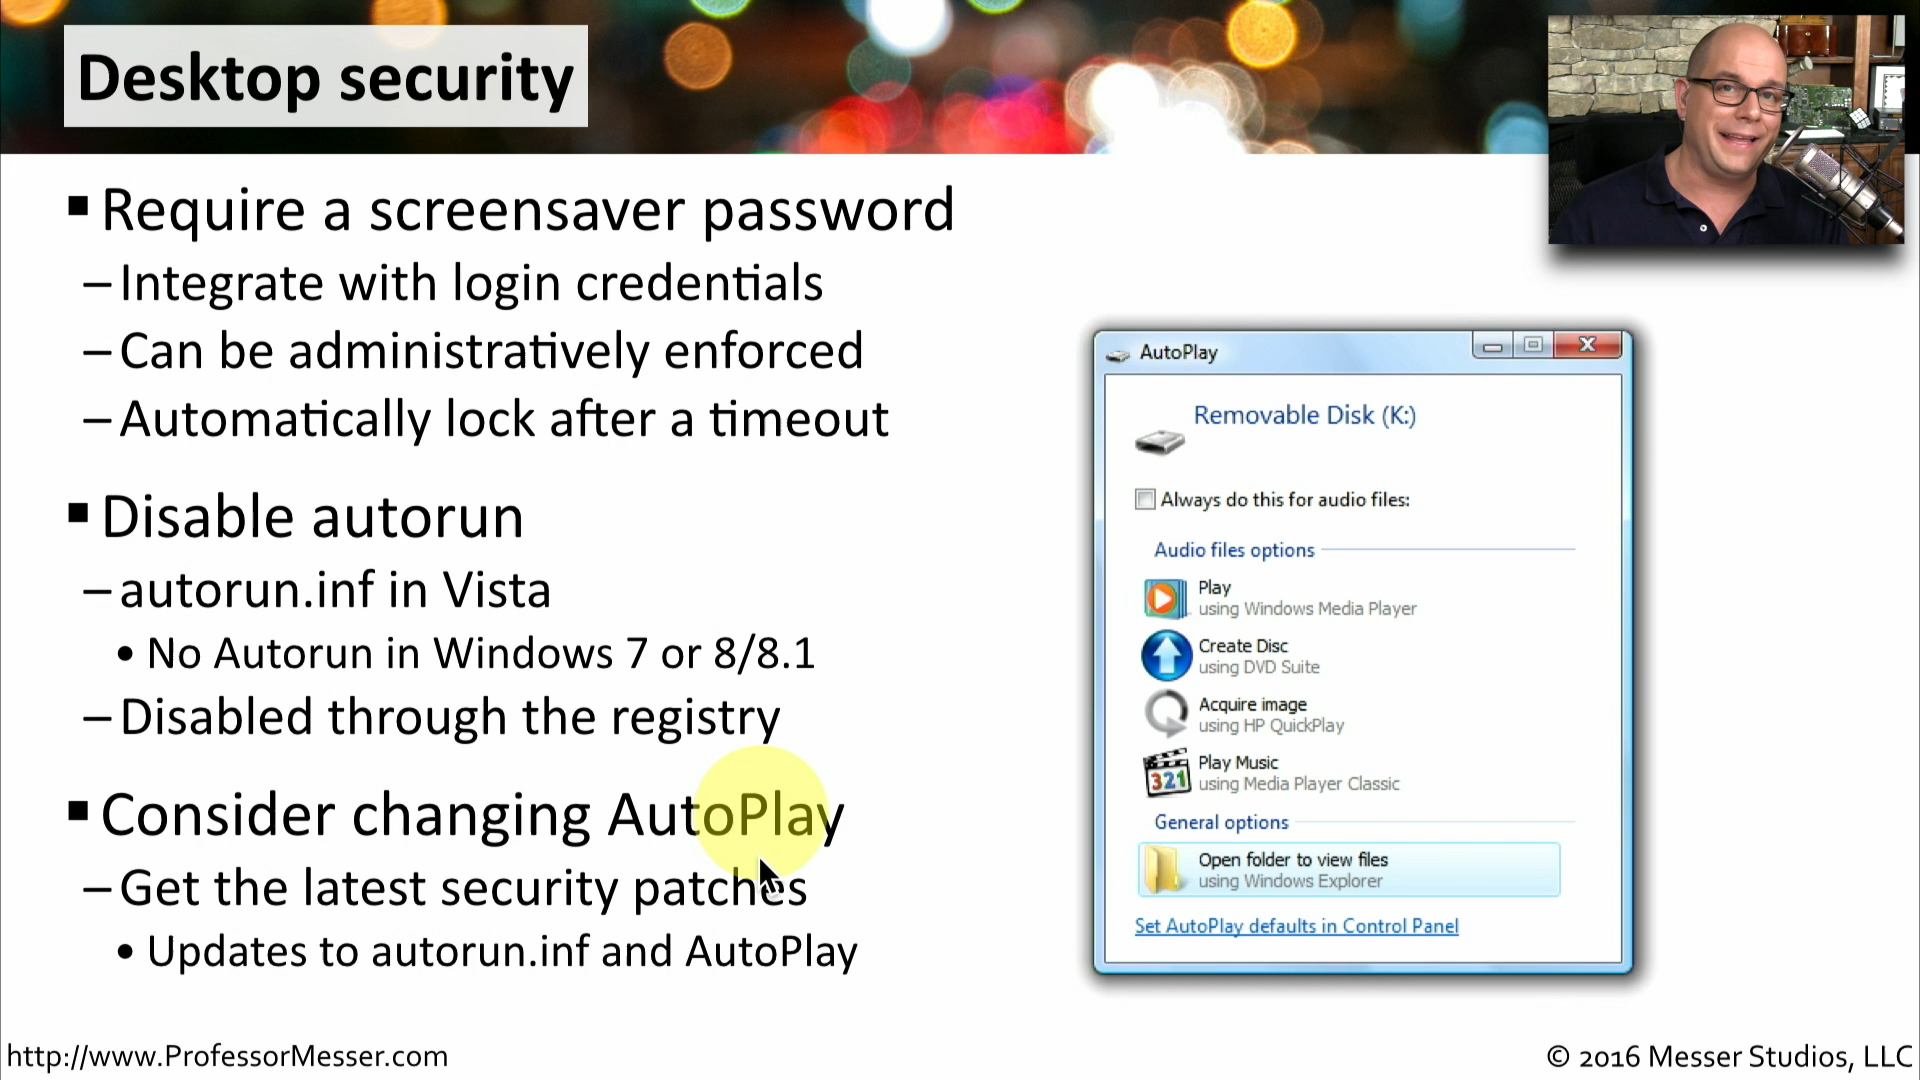 Desktop security
▪ Require a screensaver password
– Integrate with login credentials
– Can be administratively enforced
– Automatically lock after a timeout
▪ Disable autorun
– autorun.inf in Vista
• No Autorun in Windows 7 or 8/8.1
– Disabled through the registry
▪ Consider changing AutoPlay
– Get the latest security patches
• Updates to autorun.inf and AutoPlay
AutoPlay
Removable Disk (K:)
Always do this for audio files:
Audio files options
Play
using Windows Media Player
Create Disc
using DVD Suite
Acquire image
using HP QuickPlay
321
Play Music
using Media Player Classic
General options
Open folder to view files
using Windows Explorer
Set AutoPlay defaults in Control Panel
http://www.ProfessorMesser.com
© 2016 Messer Studios, LLC